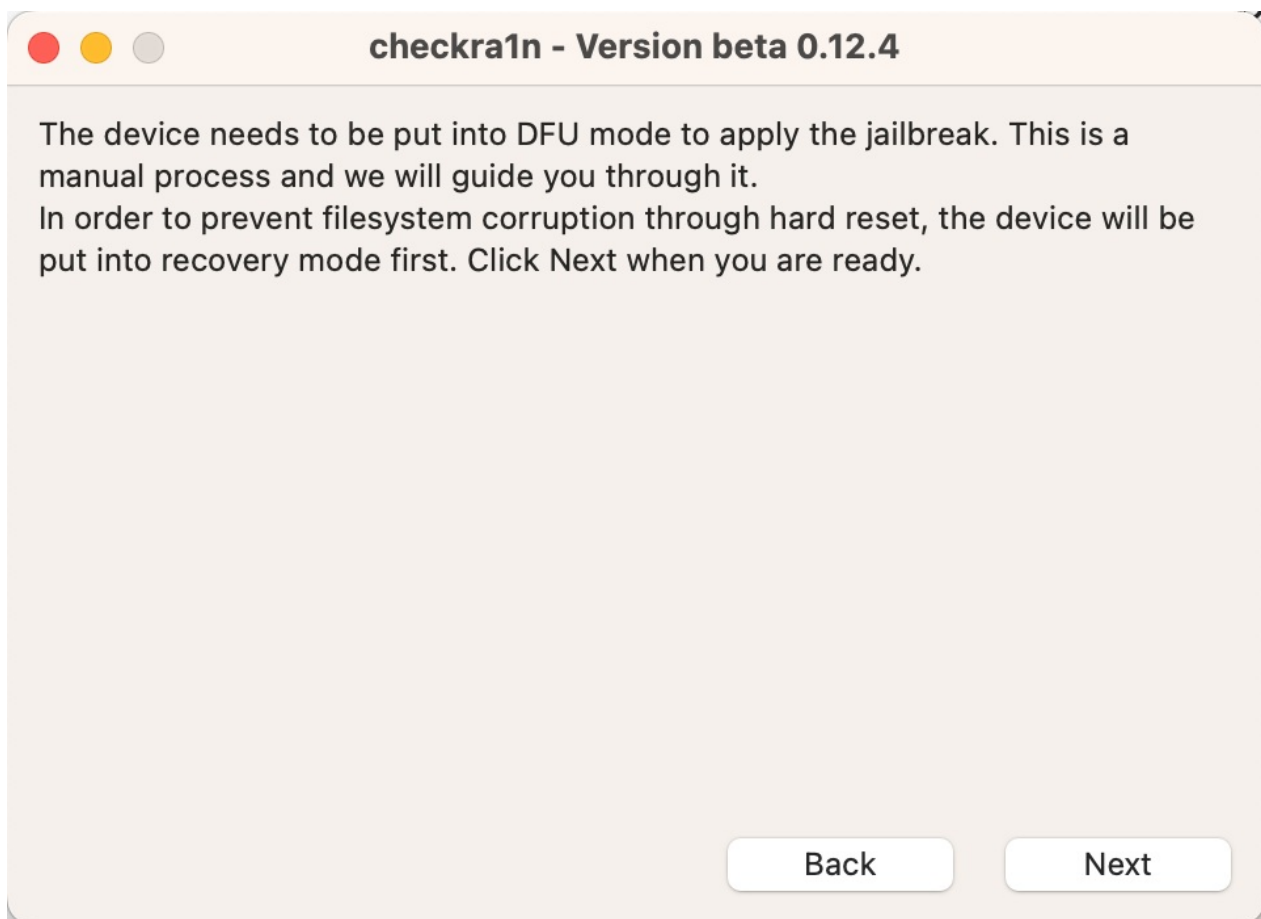 checkra1n - Version beta 0.12.4
The device needs to be put into DFU mode to apply the jailbreak. This is a
manual process and we will guide you through it.
In order to prevent filesystem corruption through hard reset, the device will be
put into recovery mode first. Click Next when you are ready.
Back
Next